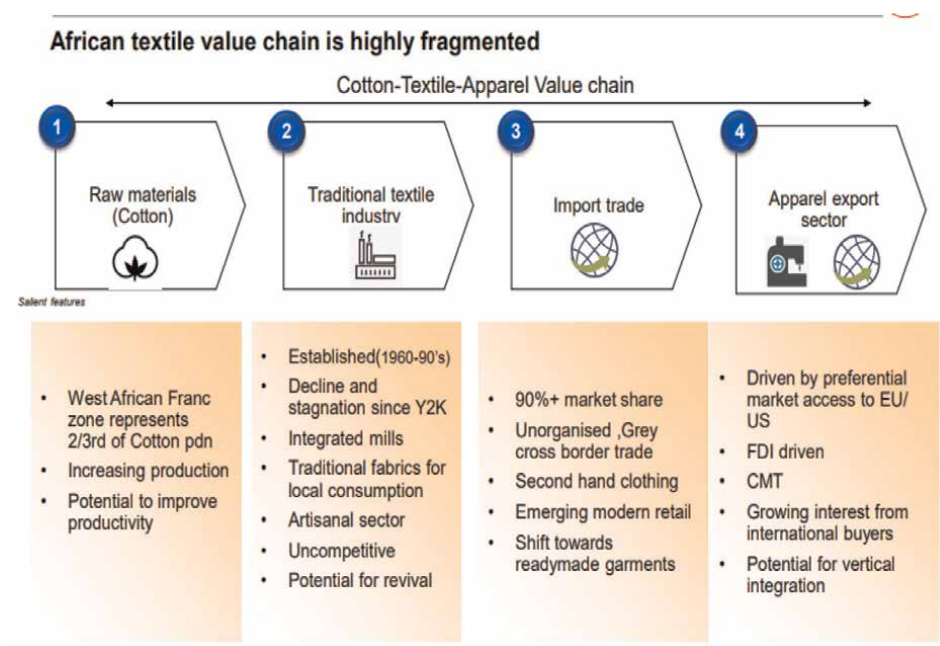 African textile value chain is highly fragmented
Cotton-Textile-Apparel Value chain
1
Raw materials
(Cotton)
2
Traditional textile
industry
3
Import trade
4
Apparel export
sector
Salient features
• West African Franc
zone represents
2/3rd of Cotton pdn
• Increasing production
• Potential to improve
productivity
• Established(1960-90's)
• Decline and
stagnation since Y2K
• Integrated mills
• Traditional fabrics for
local consumption
• Artisanal sector
• Uncompetitive
• Potential for revival
• 90%+ market share
• Unorganised ,Grey
cross border trade
• Second hand clothing
• Emerging modern retail
• Shift towards
readymade garments
• Driven by preferential
market access to EU/
US
• FDI driven
• CMT
• Growing interest from
international buyers
• Potential for vertical
integration